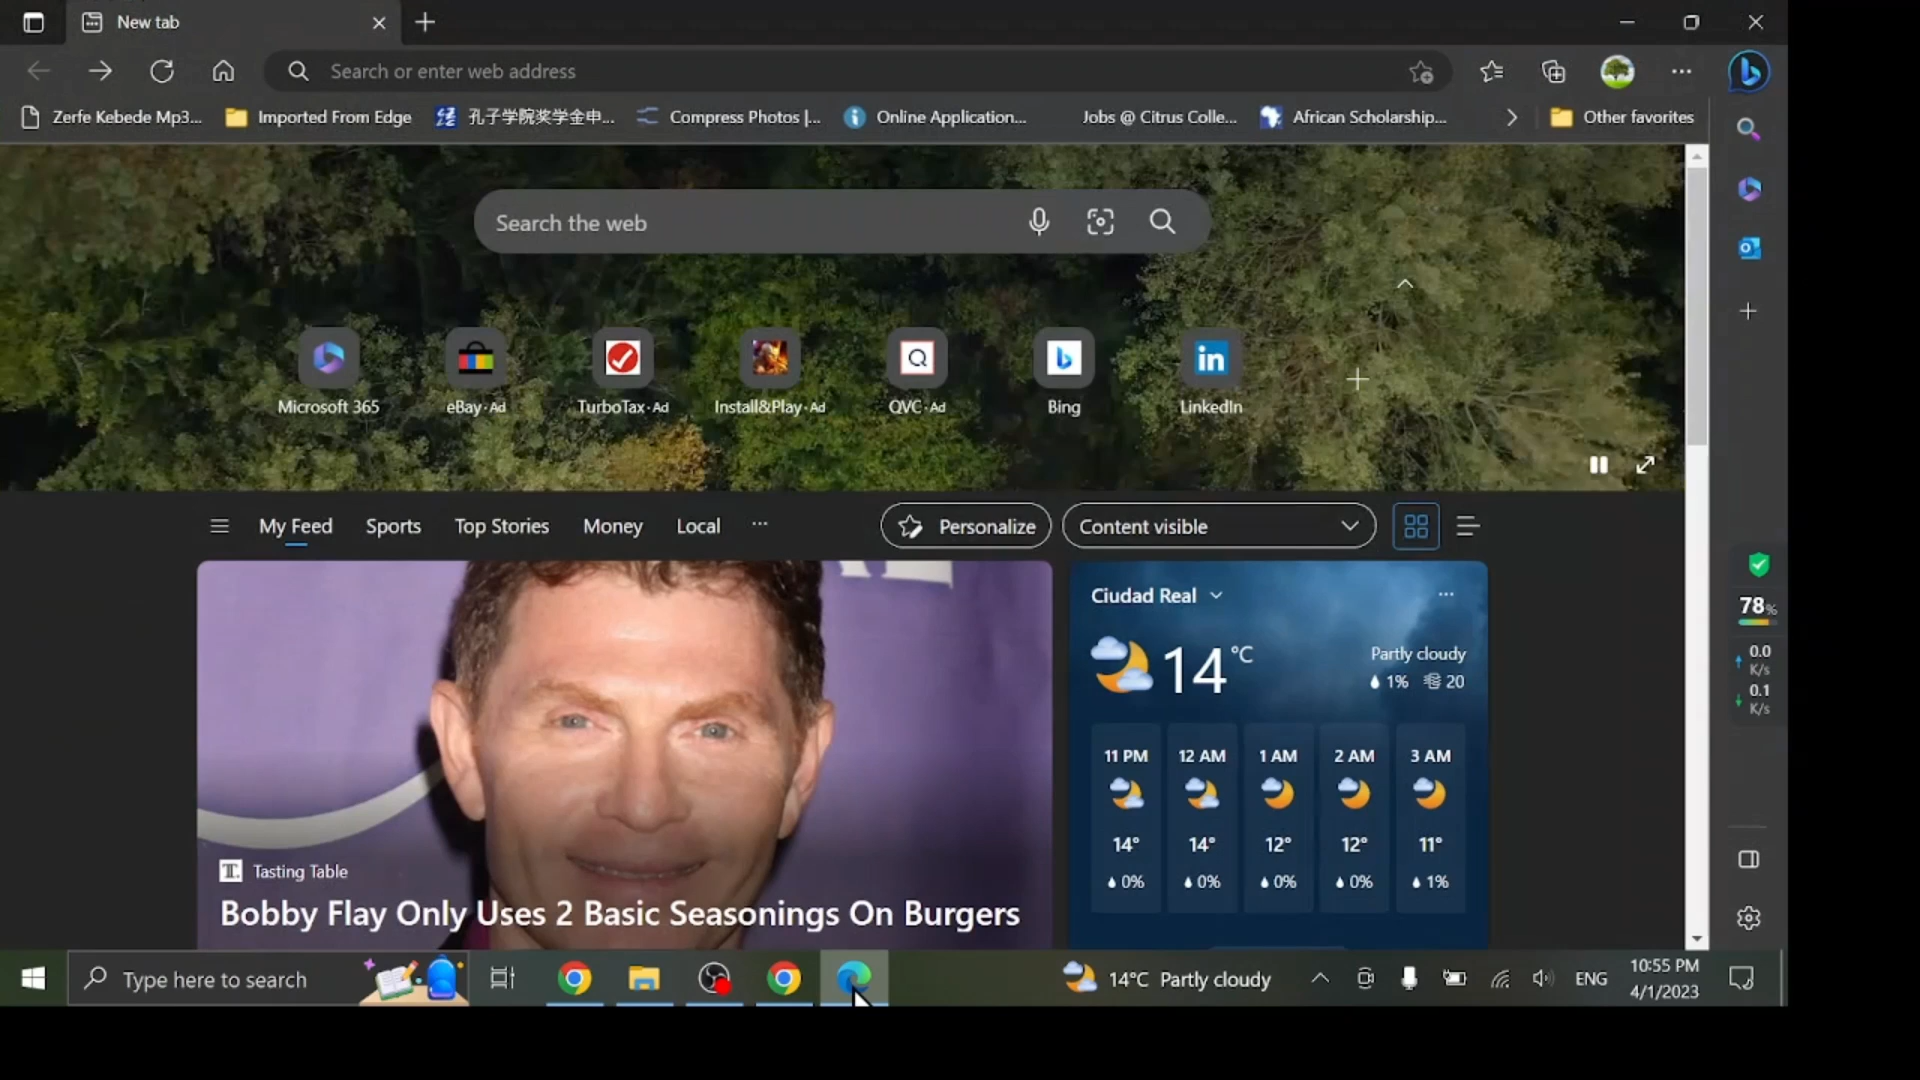 New tab
Search or enter web address
Zerfe Kebede Mp3... Imported From Edge 孔子学院奖学金申... Compress Photos |... Online Application... Jobs @ Citrus Colle... African Scholarship... Other favorites
Search the web
Microsoft 365 eBay · Ad TurboTax · Ad Install&Play · Ad QVC · Ad Bing LinkedIn
My Feed Sports Top Stories Money Local ... Personalize Content visible
Ciudad Real ...
14 °C
Partly cloudy
1% 20
11 PM 12 AM 1 AM 2 AM 3 AM
14° 14° 12° 12° 11°
0% 0% 0% 0% 1%
Tasting Table
Bobby Flay Only Uses 2 Basic Seasonings On Burgers
78%
0.0
K/s
0.1
K/s
Type here to search
14°C Partly cloudy
ENG
10:55 PM
4/1/2023